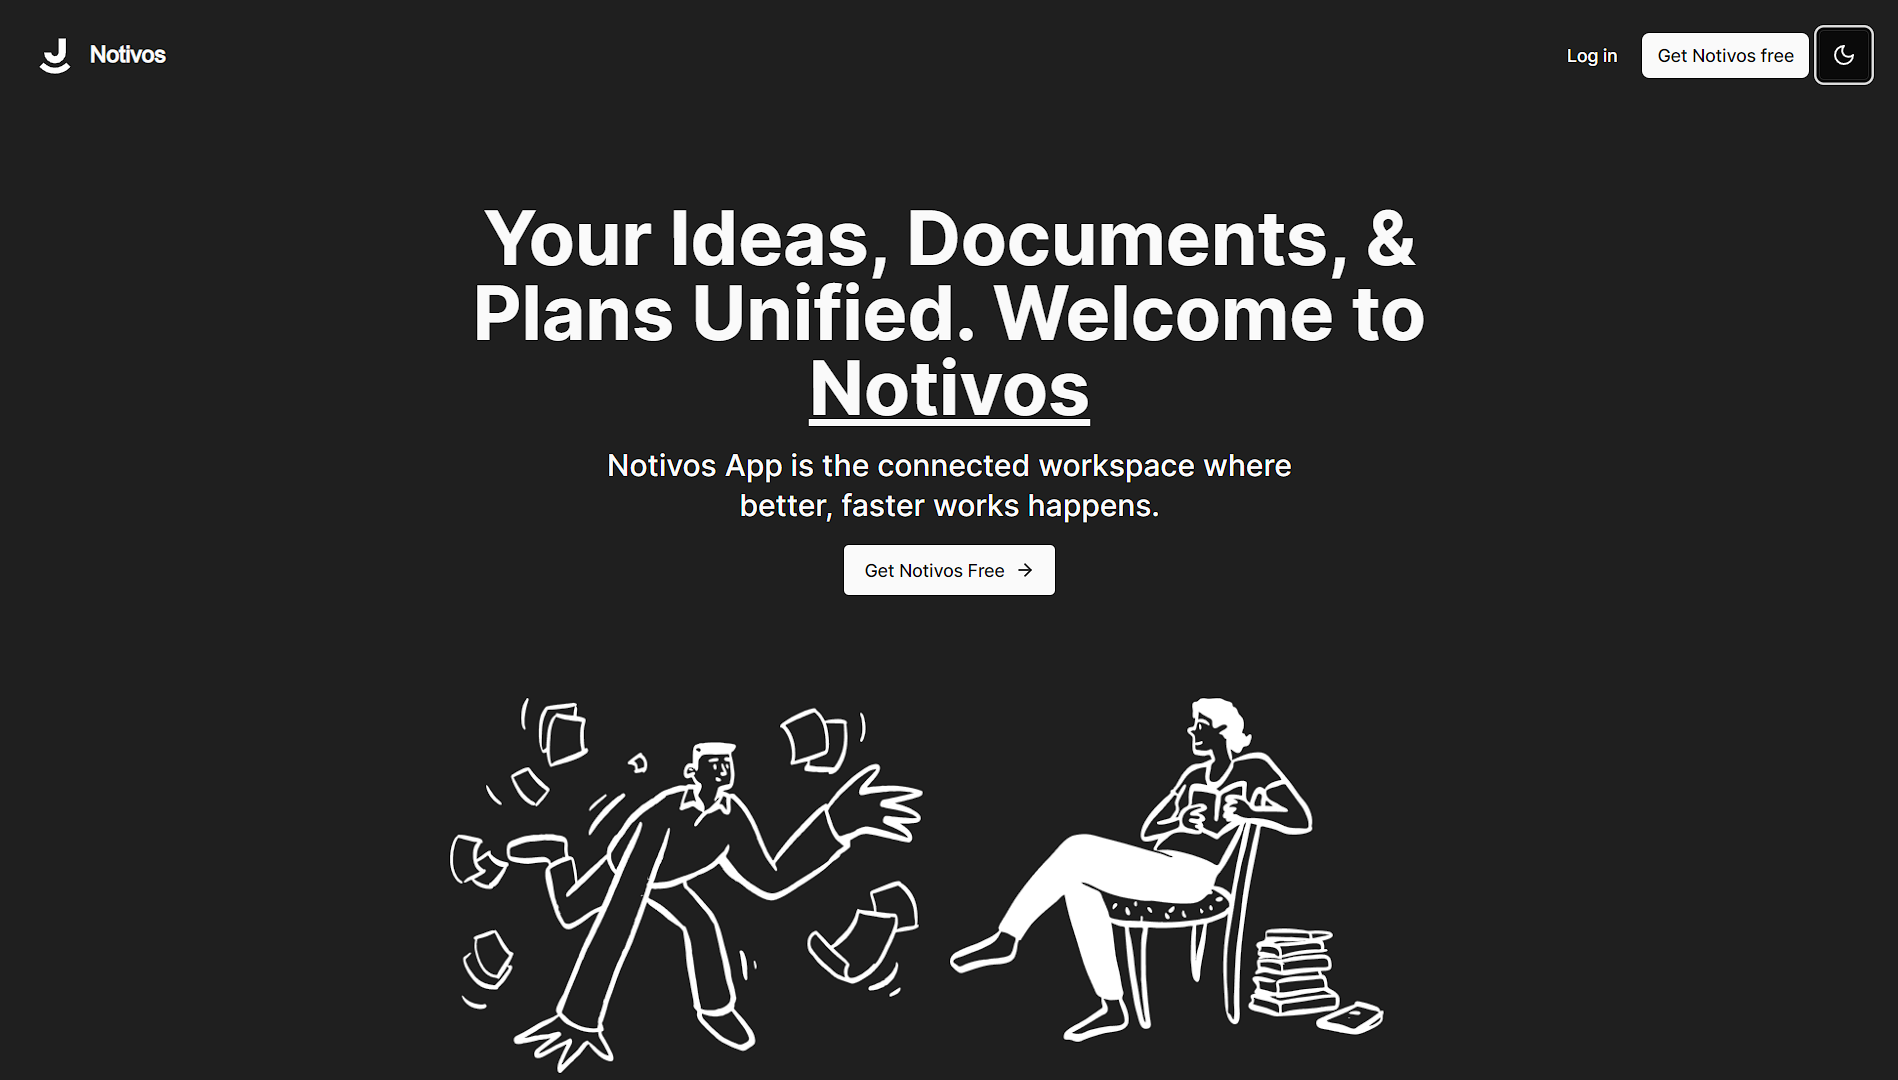 Notivos
Log in
Get Notivos free
Your Ideas, Documents, &
Plans Unified. Welcome to
Notivos
Notivos App is the connected workspace where
better, faster works happens.
Get Notivos Free